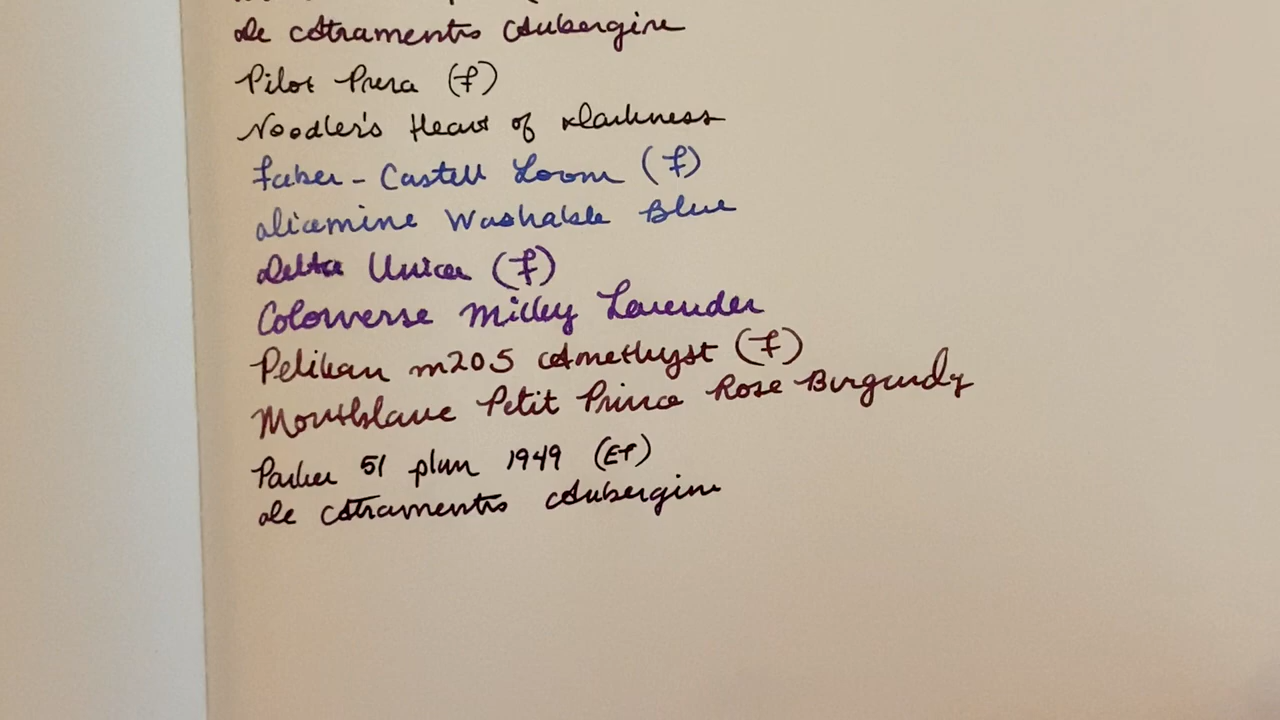 De Atramentis Aubergine
Pilot Prera (f)
Noodler's Heart of Darkness
Faber-Castell Loom (f)
Diamine Washable Blue
Delta Unica (f)
Colorverse Milky Lavender
Pelikan m205 Amethyst (f)
Montblanc Petit Prince Rose Burgundy
Parker 51 plum 1949 (EF)
De Atramentis Aubergine